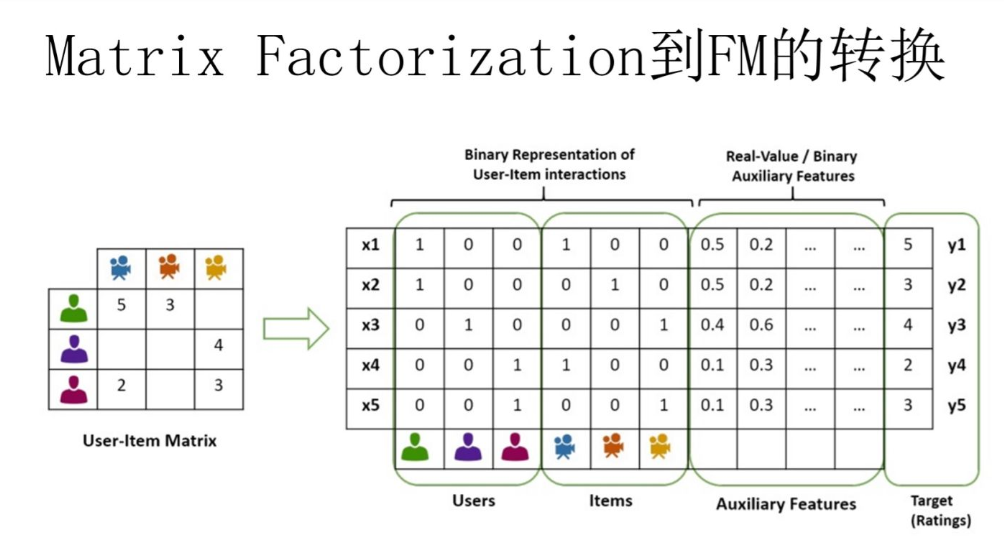 Matrix Factorization到FM的转换
Binary Representation of
User-Item interactions
Real-Value / Binary
Auxiliary Features
x1 1 0 0 1 0 0 0.5 0.2 ... ... 5 y1
x2 1 0 0 0 1 0 0.5 0.2 ... ... 3 y2
x3 0 1 0 0 0 1 0.4 0.6 ... ... 4 y3
x4 0 0 1 1 0 0 0.1 0.3 ... ... 2 y4
x5 0 0 1 0 0 1 0.1 0.3 ... ... 3 y5
5 3
4
2 3
User-Item Matrix
Users
Items
Auxiliary Features
Target
(Ratings)